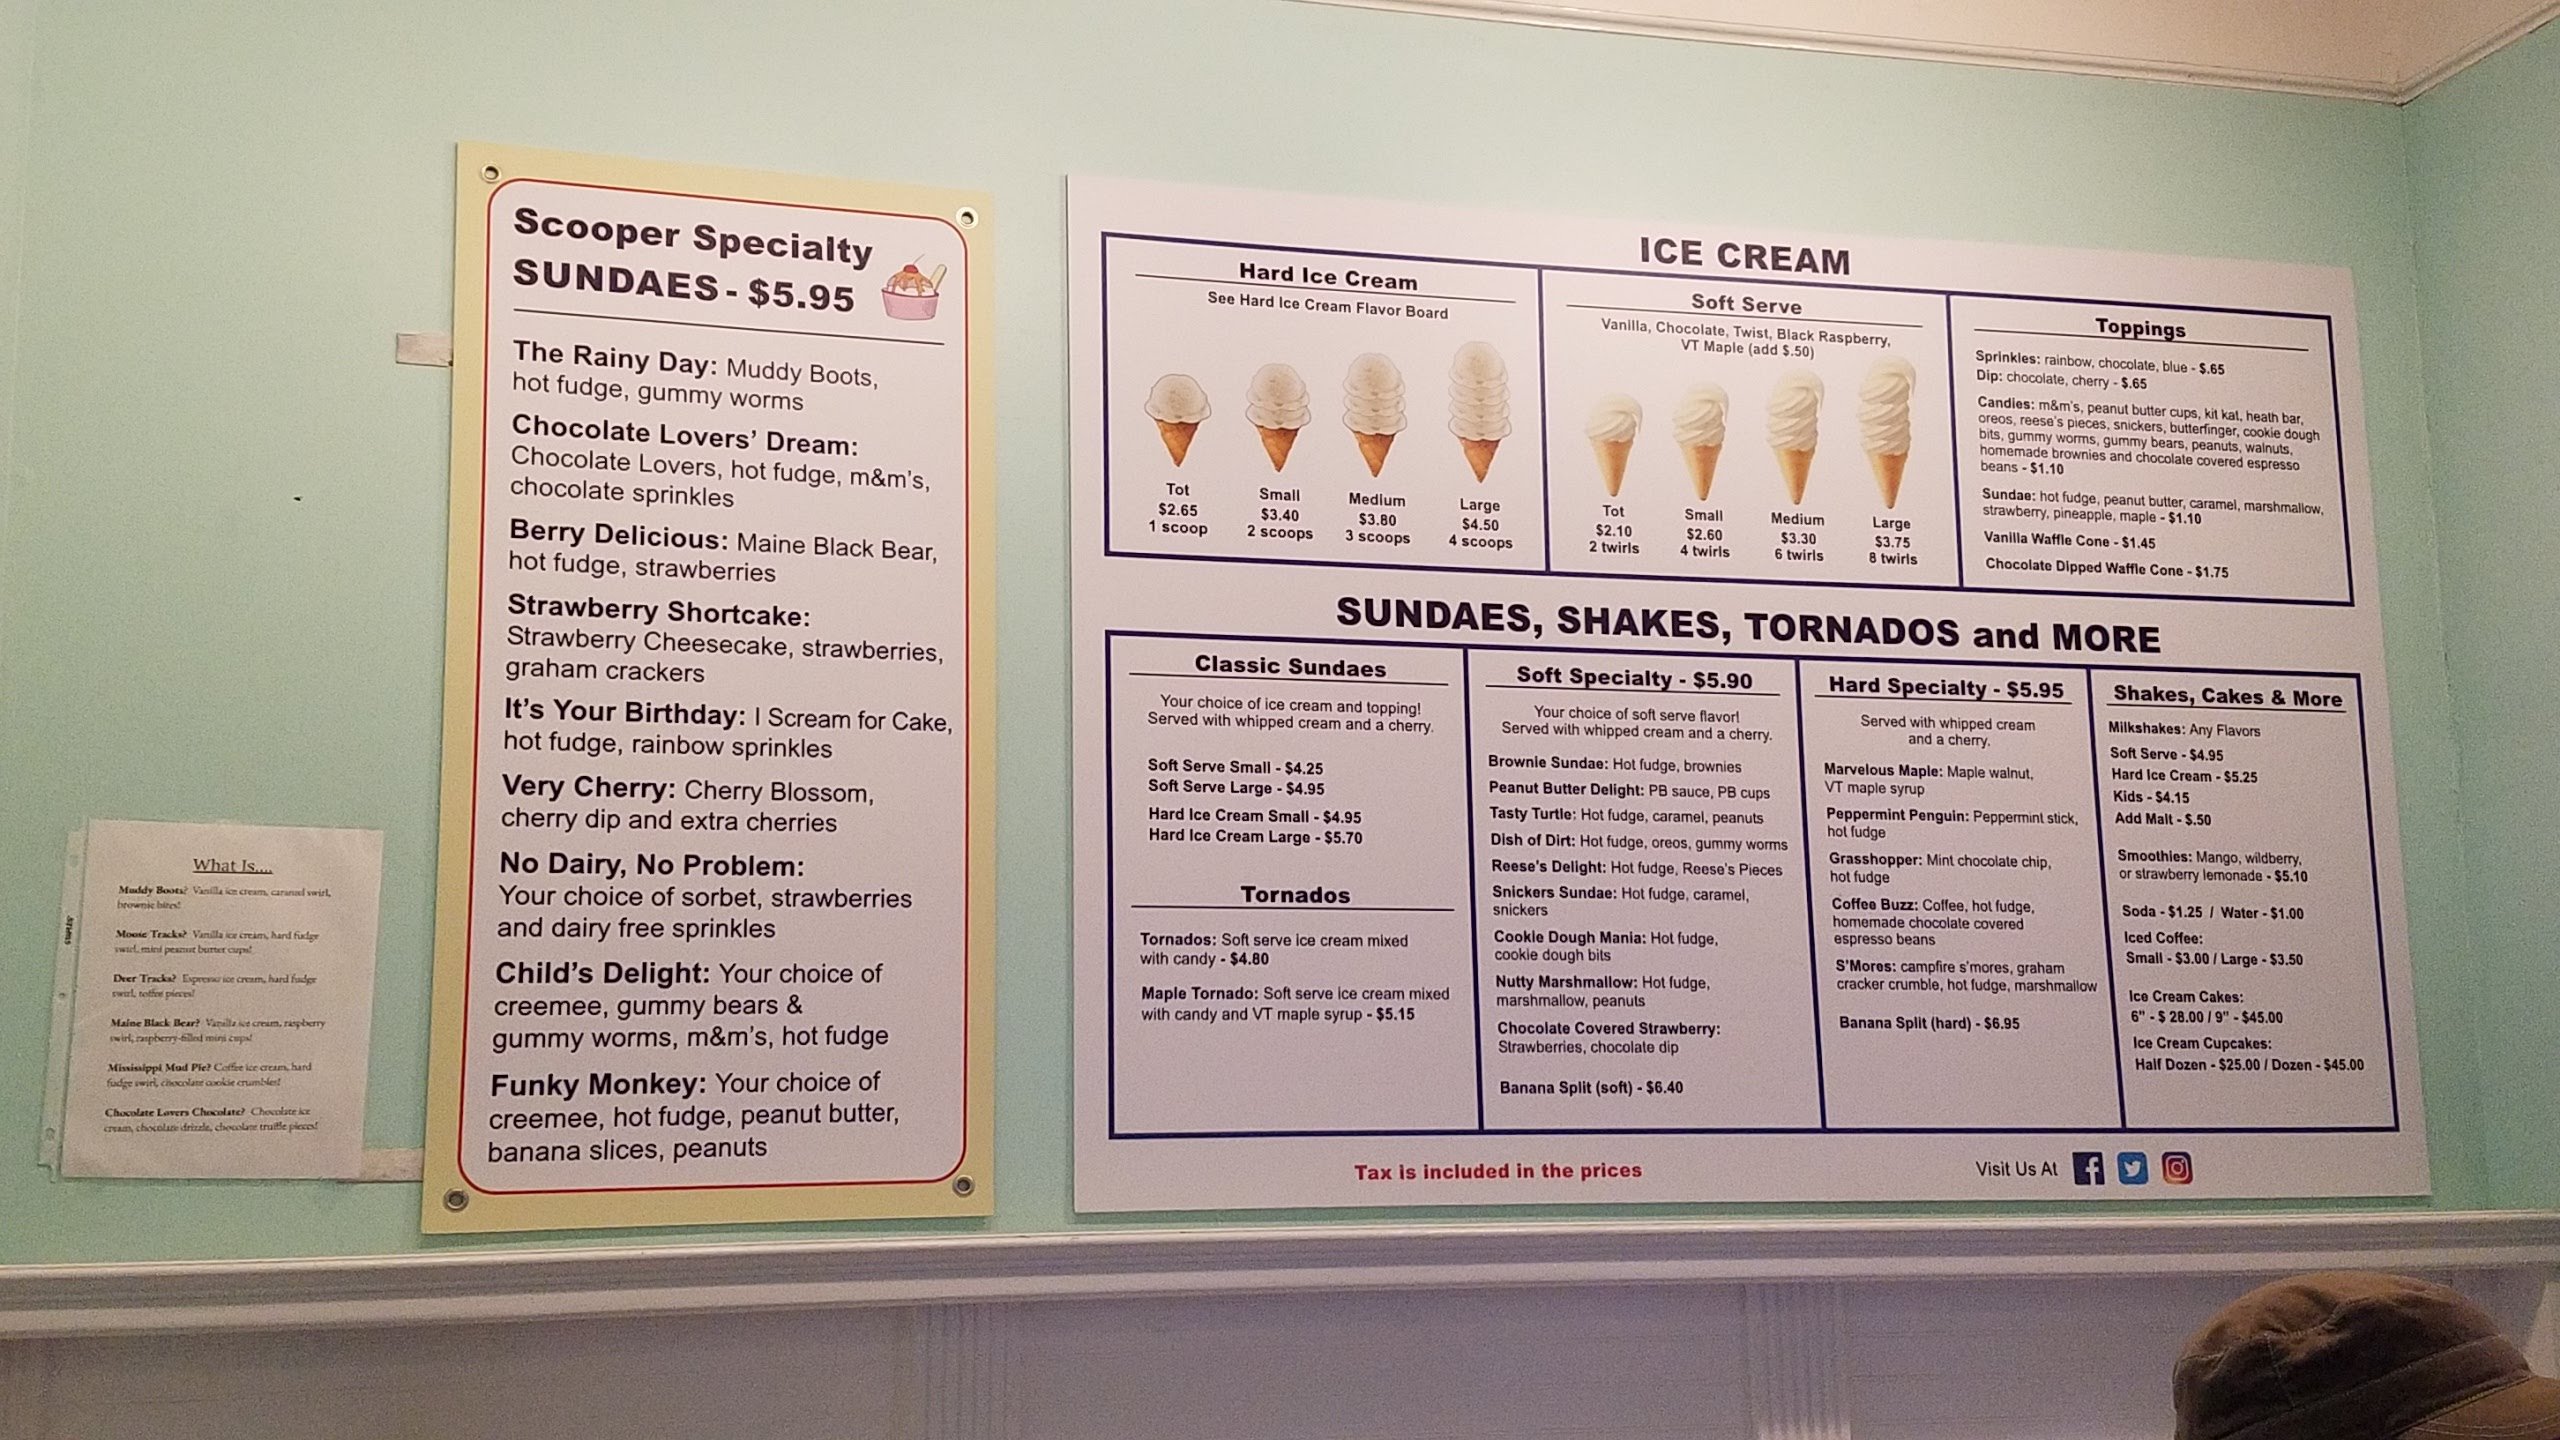 What Is....
Muddy Boots? Vanilla ice cream, caramel swirl,
brownie bites!
Moose Tracks? Vanilla ice cream, hard fudge
swirl, mini peanut butter cups!
Deer Tracks? Espresso ice cream, hard fudge
swirl, toffee pieces!
Maine Black Bear? Vanilla ice cream, raspberry
swirl, raspberry-filled mini cups!
Mississippi Mud Pie? Coffee ice cream, hard
fudge swirl, chocolate cookie crumbles!
Chocolate Lovers Chocolate? Chocolate ice
cream, chocolate drizzle, chocolate truffle pieces!
Scooper Specialty
SUNDAES - $5.95
The Rainy Day: Muddy Boots,
hot fudge, gummy worms
Chocolate Lovers' Dream:
Chocolate Lovers, hot fudge, m&m's,
chocolate sprinkles
Berry Delicious: Maine Black Bear,
hot fudge, strawberries
Strawberry Shortcake:
Strawberry Cheesecake, strawberries,
graham crackers
It's Your Birthday: I Scream for Cake,
hot fudge, rainbow sprinkles
Very Cherry: Cherry Blossom,
cherry dip and extra cherries
No Dairy, No Problem:
Your choice of sorbet, strawberries
and dairy free sprinkles
Child's Delight: Your choice of
creemee, gummy bears &
gummy worms, m&m's, hot fudge
Funky Monkey: Your choice of
creemee, hot fudge, peanut butter,
banana slices, peanuts
ICE CREAM
Hard Ice Cream
See Hard Ice Cream Flavor Board
Tot Small Medium Large
$2.65 $3.40 $3.80 $4.50
1 scoop 2 scoops 3 scoops 4 scoops
Soft Serve
Vanilla, Chocolate, Twist, Black Raspberry,
VT Maple (add $.50)
Tot Small Medium Large
$2.10 $2.60 $3.30 $3.75
2 twirls 4 twirls 6 twirls 8 twirls
Toppings
Sprinkles: rainbow, chocolate, blue - $.65
Dip: chocolate, cherry - $.65
Candies: m&m's, peanut butter cups, kit kat, heath bar,
oreos, reese's pieces, snickers, butterfinger, cookie dough
bits, gummy worms, gummy bears, peanuts, walnuts,
homemade brownies and chocolate covered espresso
beans - $1.10
Sundae: hot fudge, peanut butter, caramel, marshmallow,
strawberry, pineapple, maple - $1.10
Vanilla Waffle Cone - $1.45
Chocolate Dipped Waffle Cone - $1.75
SUNDAES, SHAKES, TORNADOS and MORE
Classic Sundaes
Your choice of ice cream and topping!
Served with whipped cream and a cherry.
Soft Serve Small - $4.25
Soft Serve Large - $4.95
Hard Ice Cream Small - $4.95
Hard Ice Cream Large - $5.70
Tornados
Tornados: Soft serve ice cream mixed
with candy - $4.80
Maple Tornado: Soft serve ice cream mixed
with candy and VT maple syrup - $5.15
Soft Specialty - $5.90
Your choice of soft serve flavor!
Served with whipped cream and a cherry.
Brownie Sundae: Hot fudge, brownies
Peanut Butter Delight: PB sauce, PB cups
Tasty Turtle: Hot fudge, caramel, peanuts
Dish of Dirt: Hot fudge, oreos, gummy worms
Reese's Delight: Hot fudge, Reese's Pieces
Snickers Sundae: Hot fudge, caramel,
snickers
Cookie Dough Mania: Hot fudge,
cookie dough bits
Nutty Marshmallow: Hot fudge,
marshmallow, peanuts
Chocolate Covered Strawberry:
Strawberries, chocolate dip
Banana Split (soft) - $6.40
Hard Specialty - $5.95
Served with whipped cream
and a cherry.
Marvelous Maple: Maple walnut,
VT maple syrup
Peppermint Penguin: Peppermint stick,
hot fudge
Grasshopper: Mint chocolate chip,
hot fudge
Coffee Buzz: Coffee, hot fudge,
homemade chocolate covered
espresso beans
S'Mores: campfire s'mores, graham
cracker crumble, hot fudge, marshmallow
Banana Split (hard) - $6.95
Shakes, Cakes & More
Milkshakes: Any Flavors
Soft Serve - $4.95
Hard Ice Cream - $5.25
Kids - $4.15
Add Malt - $.50
Smoothies: Mango, wildberry,
or strawberry lemonade - $5.10
Soda - $1.25 / Water - $1.00
Iced Coffee:
Small - $3.00 / Large - $3.50
Ice Cream Cakes:
6" - $ 28.00 / 9" - $45.00
Ice Cream Cupcakes:
Half Dozen - $25.00 / Dozen - $45.00
Tax is included in the prices
Visit Us At